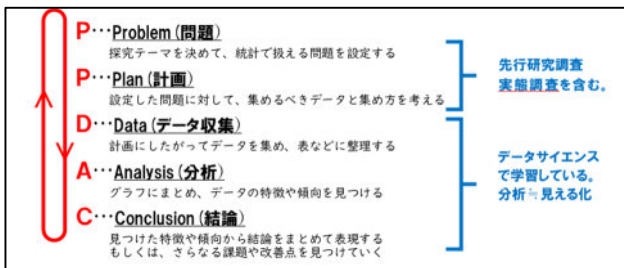 P…Problem(問題)
探究テーマを決めて、統計で扱える問題を設定する
P…Plan(計画)
設定した問題に対して、集めるべきデータと集め方を考える
D…Data(データ収集)
計画にしたがってデータを集め、表などに整理する
A…Analysis(分析)
グラフにまとめ、データの特徴や傾向を見つける
C…Conclusion(結論)
見つけた特徴や傾向から結論をまとめて表現する
もしくは、さらなる課題や改善点を見つけていく
先行研究調査
実態調査を含む。
データサイエンス
で学習している。
分析≒見える化